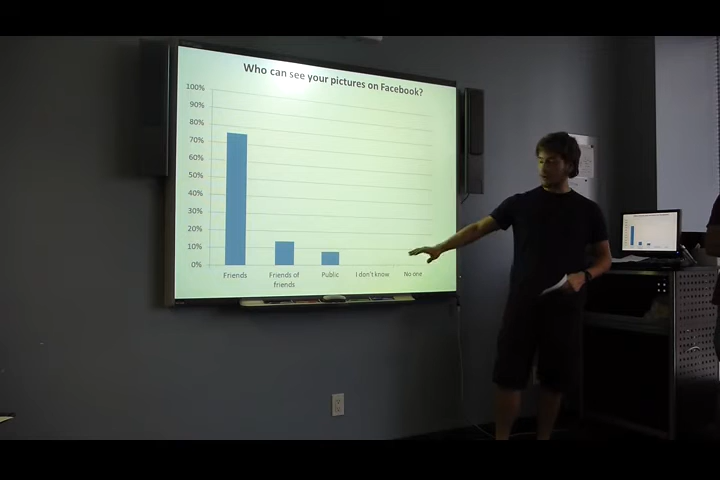 Who can see your pictures on Facebook?
100%
90%
80%
70%
60%
50%
40%
30%
20%
10%
0%
Friends
Friends of
friends
Public
I don't know
No one